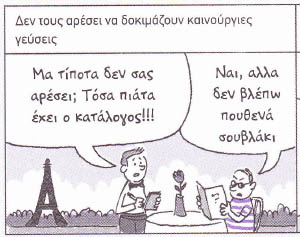 Δεν τους αρέσει να δοκιμάζουν καινούργιες
γεύσεις
Μα τίποτα δεν σας
αρέσει; Τόσα πιάτα
έχει ο κατάλογος!!!
Ναι, αλλα
δεν βλέπω
πουθενά
σουβλάκι